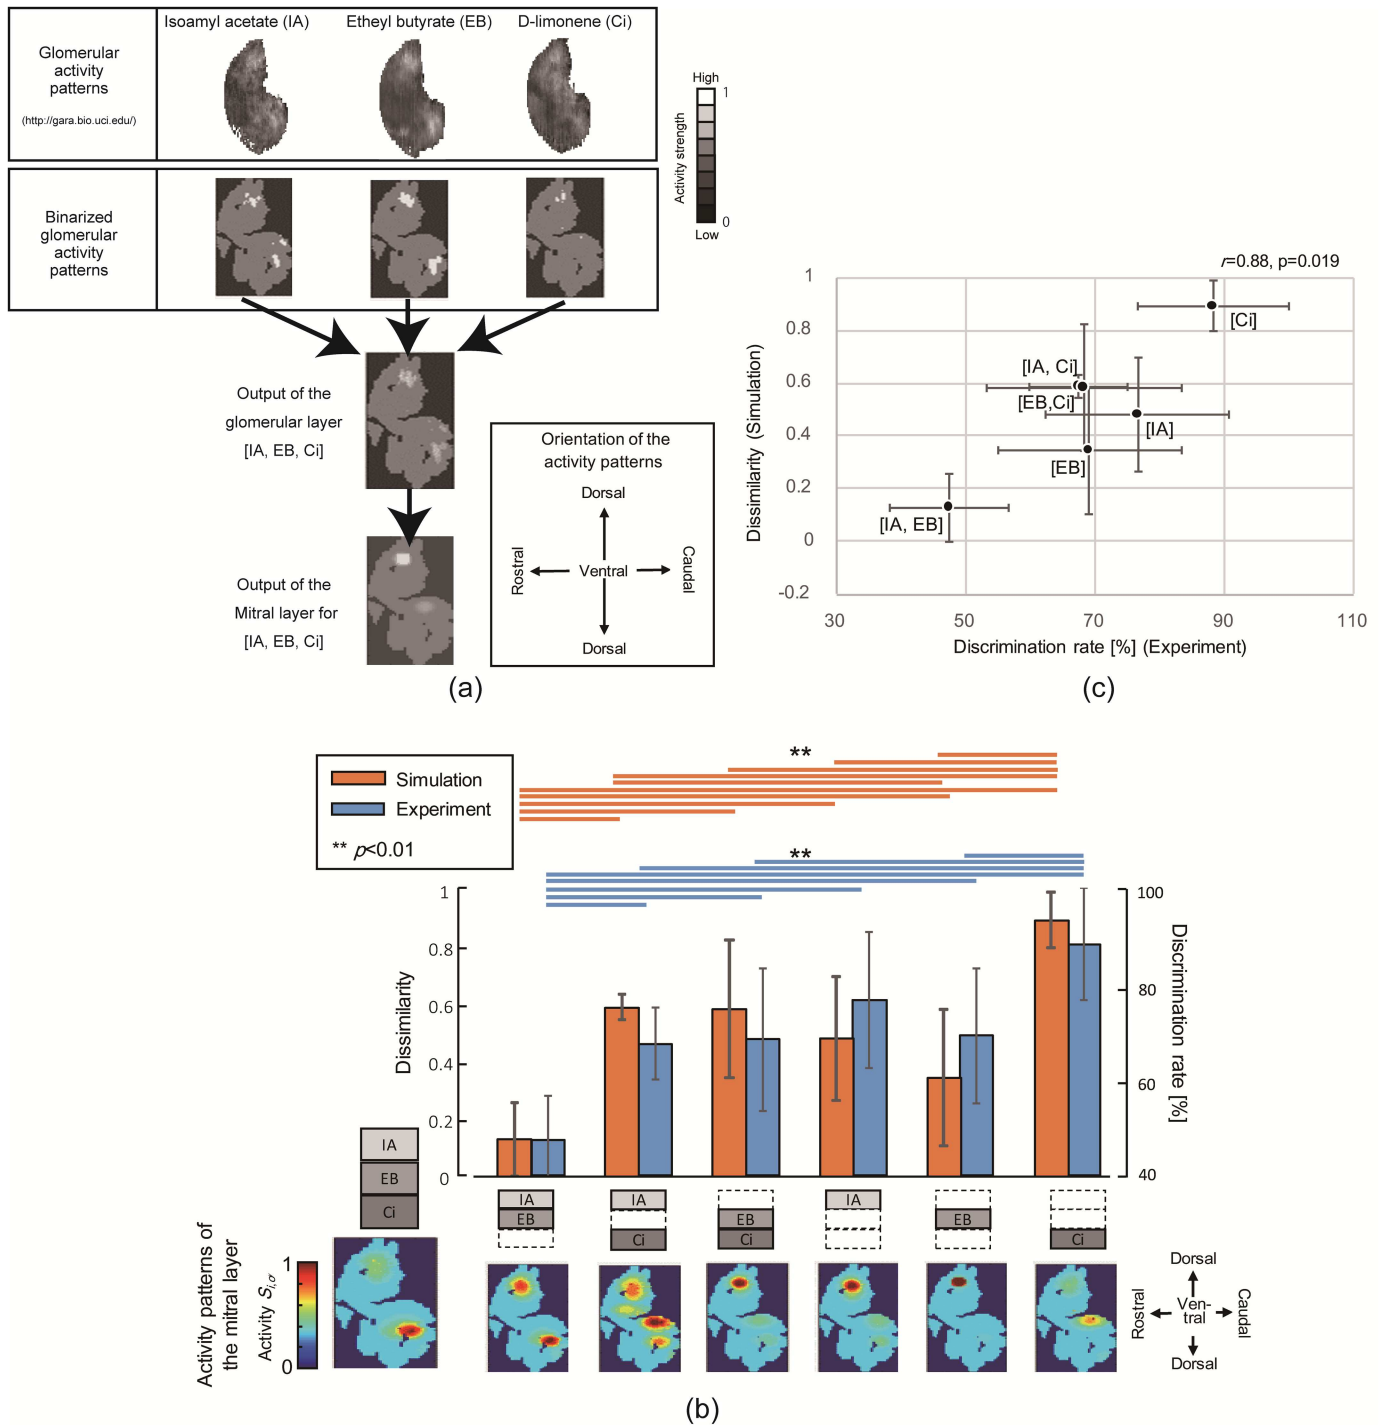 Isoamyl acetate (IA)
Etheyl butyrate (EB)
D-limonene (Ci)
Glomerular
activity
patterns
(http://gara.bio.uci.edu/)
High
1
Activity strength
0
Low
Binarized
glomerular
activity
patterns
Output of the
glomerular layer
[IA, EB, Ci]
Output of the
Mitral layer for
[IA, EB, Ci]
Orientation of the
activity patterns
Dorsal
Rostral
Ventral
Caudal
Dorsal
(a)
r=0.88, p=0.019
Dissimilarity (Simulation)
1
0.8
0.6
0.4
0.2
0
-0.2
[Ci]
[IA, Ci]
[EB,Ci]
[IA]
[EB]
[IA, EB]
30
50
70
90
110
Discrimination rate [%] (Experiment)
(c)
Simulation
Experiment
** p<0.01
**
**
Dissimilarity
1
0.8
0.6
0.4
0.2
0
100
80
60
40
Discrimination rate [%]
IA
EB
Ci
IA
EB
IA
Ci
EB
Ci
IA
EB
Ci
Activity patterns of
the mitral layer
Activity Si,σ
1
0
Dorsal
Rostral
Ven-
tral
Caudal
Dorsal
(b)